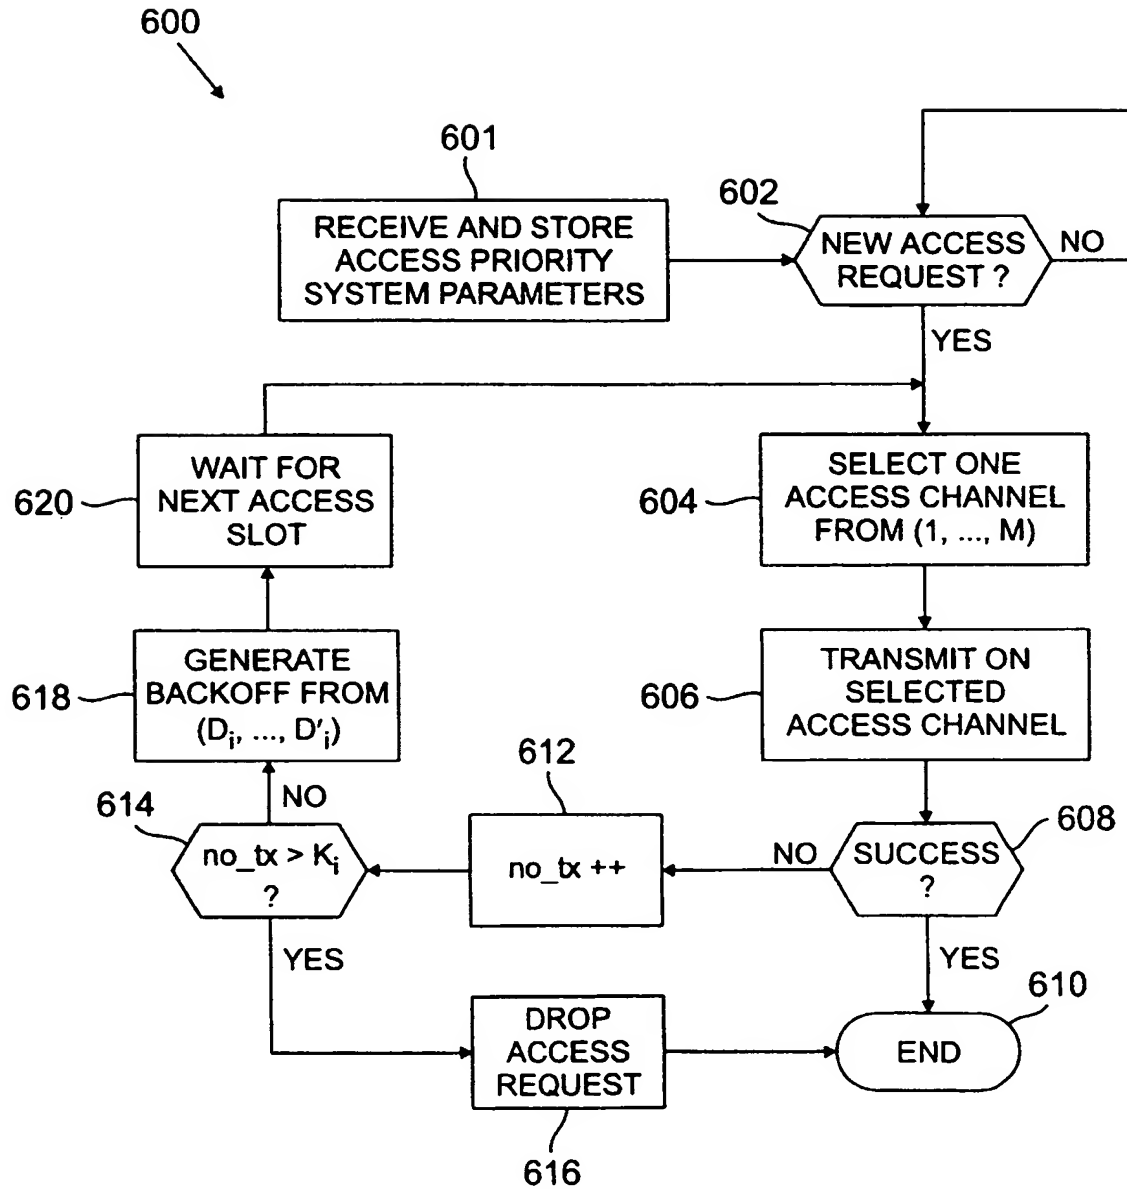 600
601
RECEIVE AND STORE
ACCESS PRIORITY
SYSTEM PARAMETERS
602
NEW ACCESS
REQUEST ?
NO
YES
620
WAIT FOR
NEXT ACCESS
SLOT
604
SELECT ONE
ACCESS CHANNEL
FROM (1, ..., M)
618
GENERATE
BACKOFF FROM
(Di, ..., D'i)
606
TRANSMIT ON
SELECTED
ACCESS CHANNEL
614
NO
no_tx > Ki
?
YES
612
no_tx ++
NO
608
SUCCESS
?
YES
DROP
ACCESS
REQUEST
616
610
END